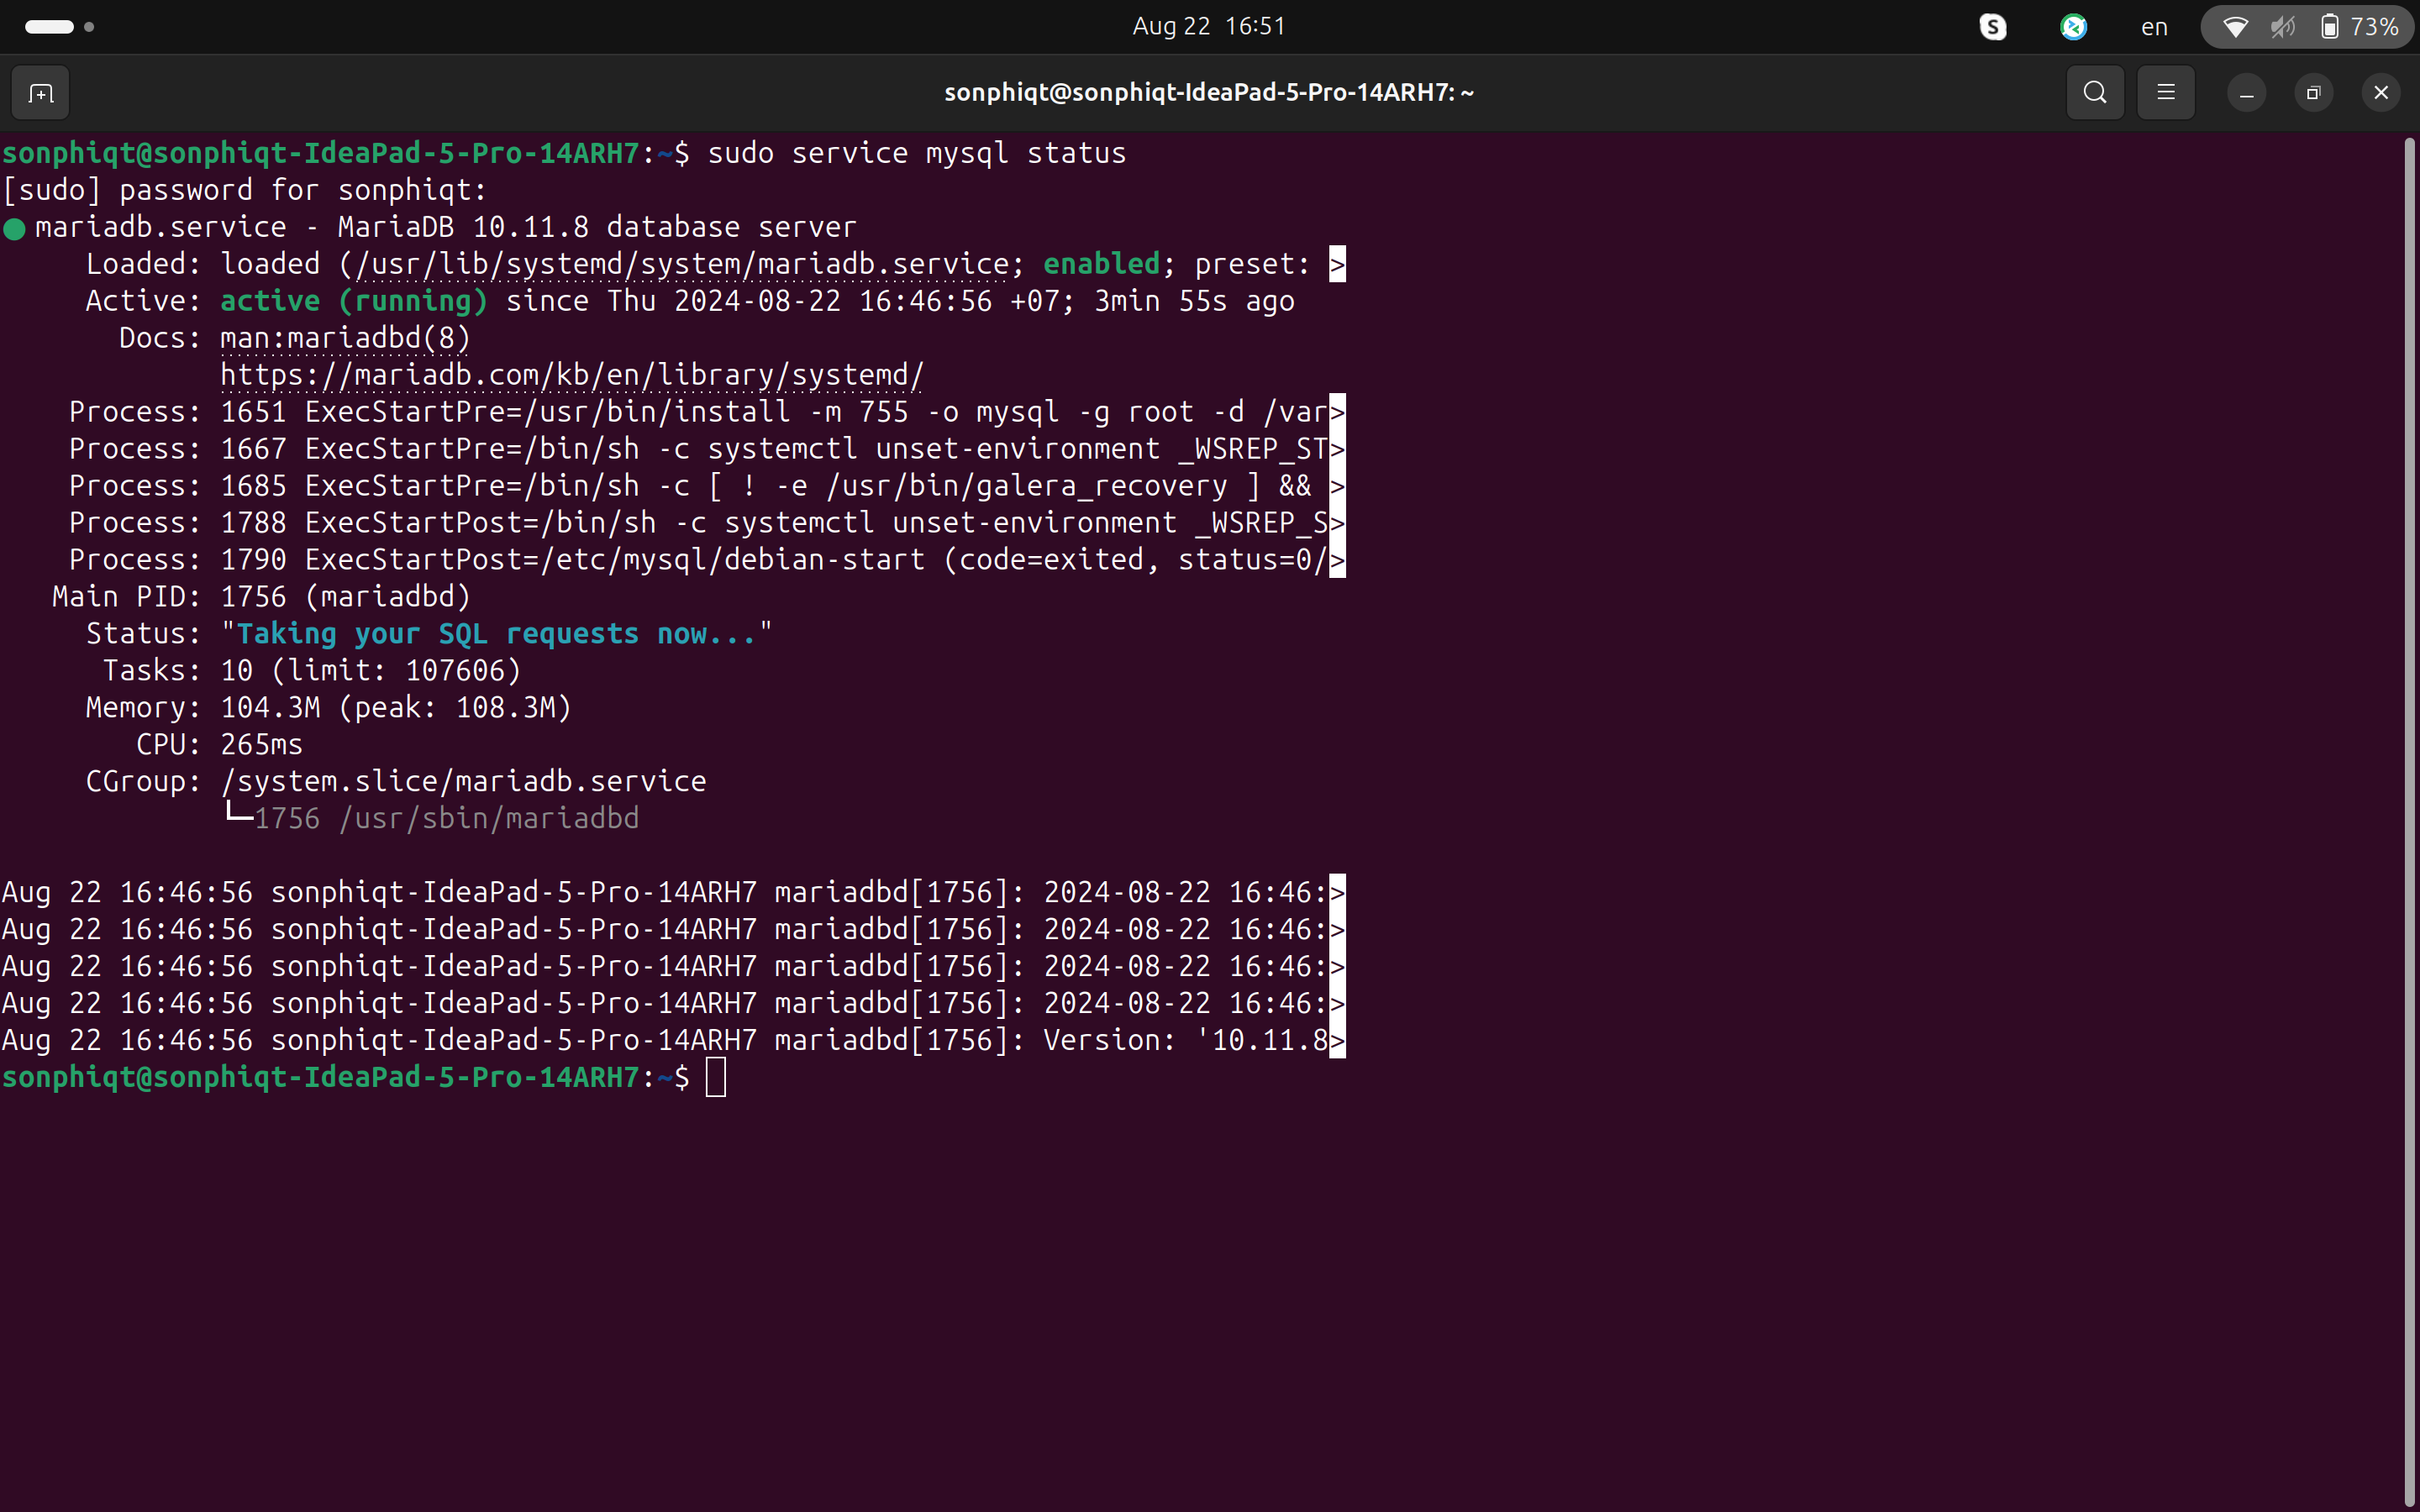 Aug 22 16:51
S
en
73%
sonphiqt@sonphiqt-IdeaPad-5-Pro-14ARH7: ~
sonphiqt@sonphiqt-IdeaPad-5-Pro-14ARH7:~$ sudo service mysql status
[sudo] password for sonphiqt:
● mariadb.service - MariaDB 10.11.8 database server
Loaded: loaded (/usr/lib/systemd/system/mariadb.service; enabled; preset: >
Active: active (running) since Thu 2024-08-22 16:46:56 +07; 3min 55s ago
Docs: man:mariadbd(8)
https://mariadb.com/kb/en/library/systemd/
Process: 1651 ExecStartPre=/usr/bin/install -m 755 -o mysql -g root -d /var>
Process: 1667 ExecStartPre=/bin/sh -c systemctl unset-environment _WSREP_ST>
Process: 1685 ExecStartPre=/bin/sh -c [ ! -e /usr/bin/galera_recovery ] && >
Process: 1788 ExecStartPost=/bin/sh -c systemctl unset-environment _WSREP_S>
Process: 1790 ExecStartPost=/etc/mysql/debian-start (code=exited, status=0/>
Main PID: 1756 (mariadbd)
Status: "Taking your SQL requests now..."
Tasks: 10 (limit: 107606)
Memory: 104.3M (peak: 108.3M)
CPU: 265ms
CGroup: /system.slice/mariadb.service
└─1756 /usr/sbin/mariadbd
Aug 22 16:46:56 sonphiqt-IdeaPad-5-Pro-14ARH7 mariadbd[1756]: 2024-08-22 16:46:>
Aug 22 16:46:56 sonphiqt-IdeaPad-5-Pro-14ARH7 mariadbd[1756]: 2024-08-22 16:46:>
Aug 22 16:46:56 sonphiqt-IdeaPad-5-Pro-14ARH7 mariadbd[1756]: 2024-08-22 16:46:>
Aug 22 16:46:56 sonphiqt-IdeaPad-5-Pro-14ARH7 mariadbd[1756]: 2024-08-22 16:46:>
Aug 22 16:46:56 sonphiqt-IdeaPad-5-Pro-14ARH7 mariadbd[1756]: Version: '10.11.8>
sonphiqt@sonphiqt-IdeaPad-5-Pro-14ARH7:~$